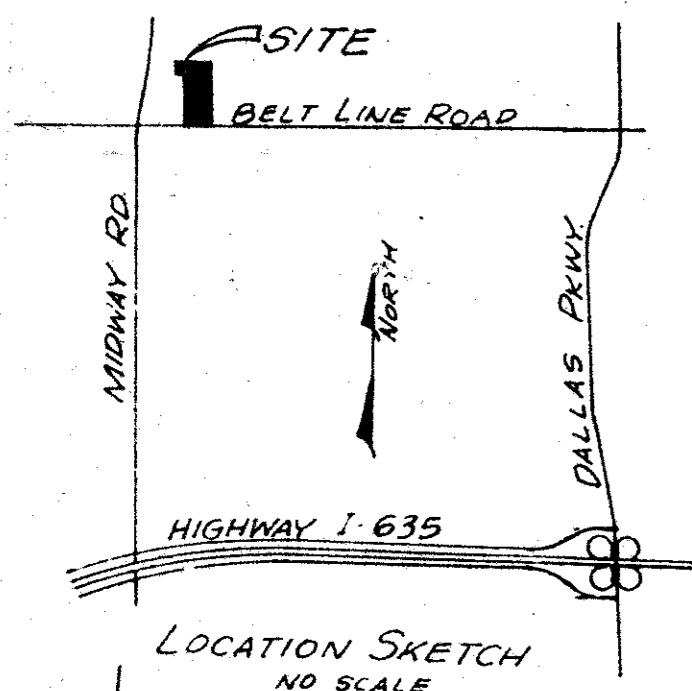 SITE
BELT LINE ROAD
MIDWAY RD.
NORTH
DALLAS PKWY.
HIGHWAY I-635
LOCATION SKETCH
NO SCALE